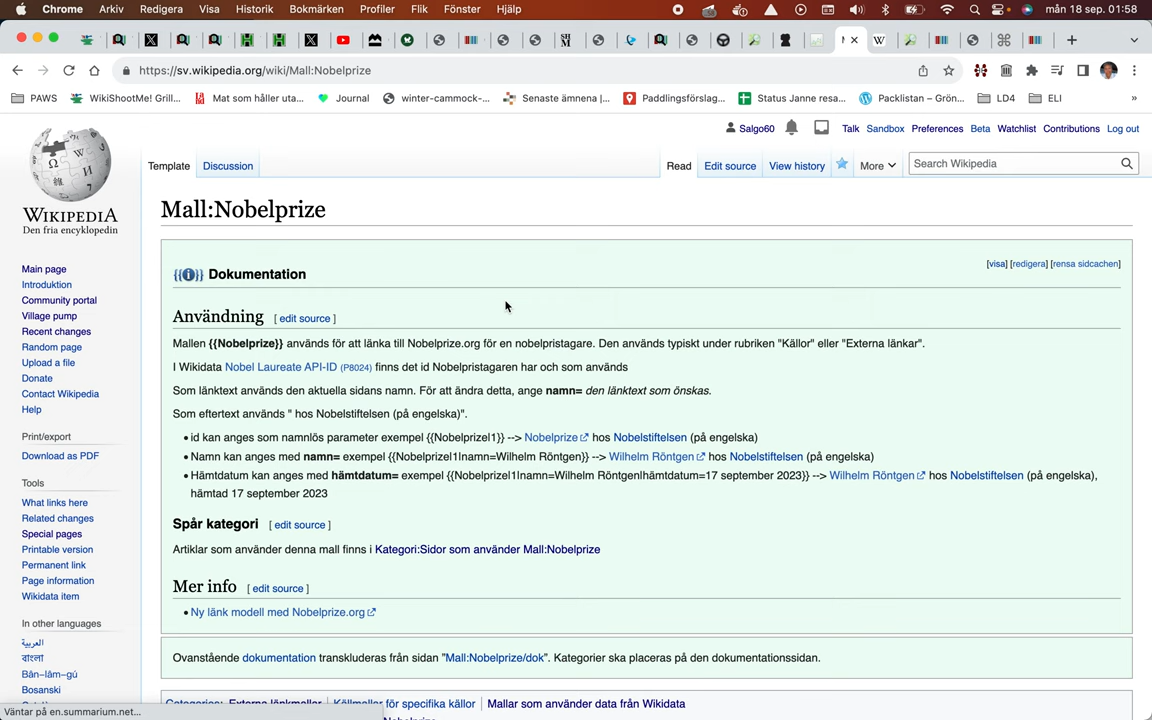 Chrome Arkiv Redigera Visa Historik Bokmärken Profiler Flik Fönster Hjälp mån 18 sep. 01:58
https://sv.wikipedia.org/wiki/Mall:Nobelprize
PAWS WikiShootMe! Grill... Mat som håller uta... Journal winter-cammock-... Senaste ämnena |... Paddlingsförslag... Status Janne resa... Packlistan – Grön... LD4 ELI »
Salgo60 Talk Sandbox Preferences Beta Watchlist Contributions Log out
Template Discussion Read Edit source View history More Search Wikipedia
WIKIPEDIA
Den fria encyklopedin
Main page
Introduktion
Community portal
Village pump
Recent changes
Random page
Upload a file
Donate
Contact Wikipedia
Help
Print/export
Download as PDF
Tools
What links here
Related changes
Special pages
Printable version
Permanent link
Page information
Wikidata item
In other languages
العربية
বাংলা
Bân-lâm-gú
Bosanski
Mall:Nobelprize
{{i}} Dokumentation [visa] [redigera] [rensa sidcachen]
Användning [ edit source ]
Mallen {{Nobelprize}} används för att länka till Nobelprize.org för en nobelpristagare. Den används typiskt under rubriken "Källor" eller "Externa länkar".
I Wikidata Nobel Laureate API-ID (P8024) finns det id Nobelpristagaren har och som används
Som länktext används den aktuella sidans namn. För att ändra detta, ange namn= den länktext som önskas.
Som eftertext används " hos Nobelstiftelsen (på engelska)".
• id kan anges som namnlös parameter exempel {{Nobelprize|1}} --> Nobelprize hos Nobelstiftelsen (på engelska)
• Namn kan anges med namn= exempel {{Nobelprize|1|namn=Wilhelm Röntgen}} --> Wilhelm Röntgen hos Nobelstiftelsen (på engelska)
• Hämtdatum kan anges med hämtdatum= exempel {{Nobelprize|1|namn=Wilhelm Röntgen|hämtdatum=17 september 2023}} --> Wilhelm Röntgen hos Nobelstiftelsen (på engelska),
hämtad 17 september 2023
Spår kategori [ edit source ]
Artiklar som använder denna mall finns i Kategori:Sidor som använder Mall:Nobelprize
Mer info [ edit source ]
• Ny länk modell med Nobelprize.org
Ovanstående dokumentation transkluderas från sidan "Mall:Nobelprize/dok". Kategorier ska placeras på den dokumentationssidan.
Categories: Externa länkmallar | Källmallar för specifika källor | Mallar som använder data från Wikidata
Väntar på en.summarium.net...